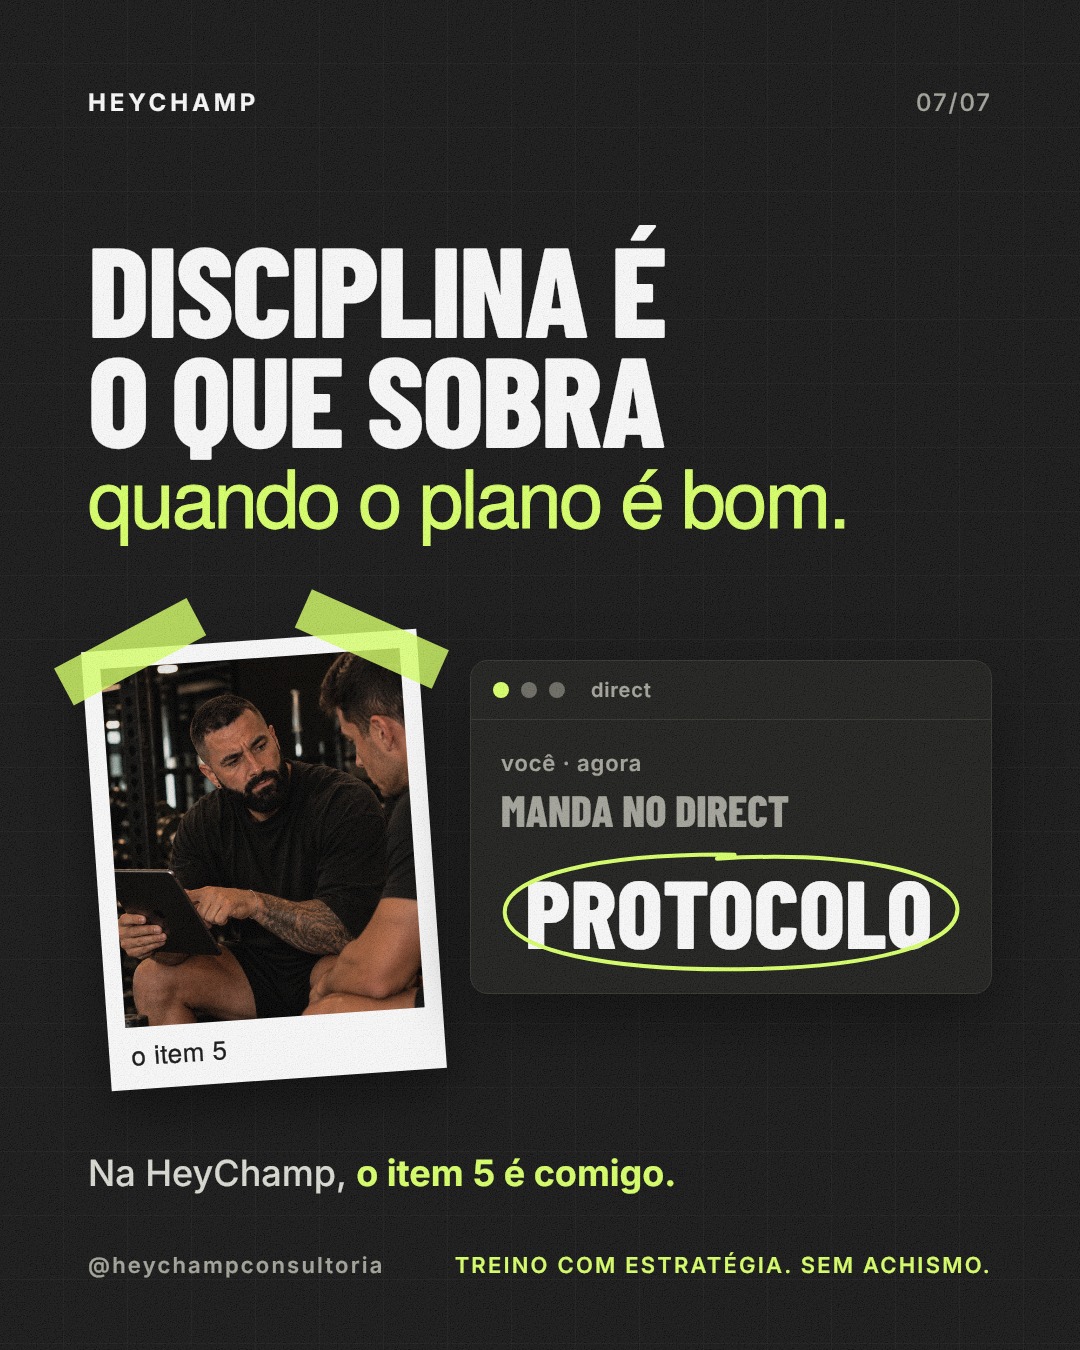 HEYCHAMP
07/07
DISCIPLINA É
O QUE SOBRA
quando o plano é bom.
direct
você · agora
MANDA NO DIRECT
PROTOCOLO
o item 5
Na HeyChamp, o item 5 é comigo.
@heychampconsultoria
TREINO COM ESTRATÉGIA. SEM ACHISMO.